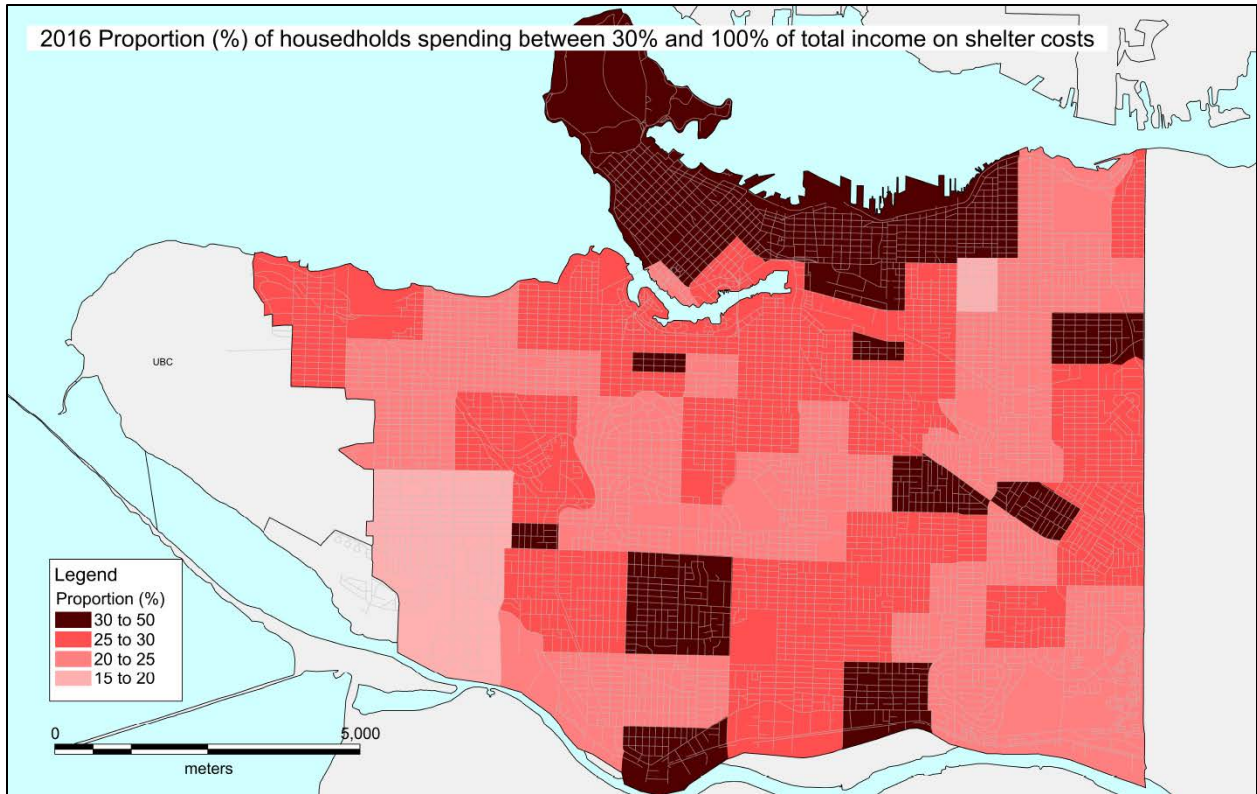 2016 Proportion (%) of housedholds spending between 30% and 100% of total income on shelter costs
UBC
Legend
Proportion (%)
30 to 50
25 to 30
20 to 25
15 to 20
0 5,000
meters